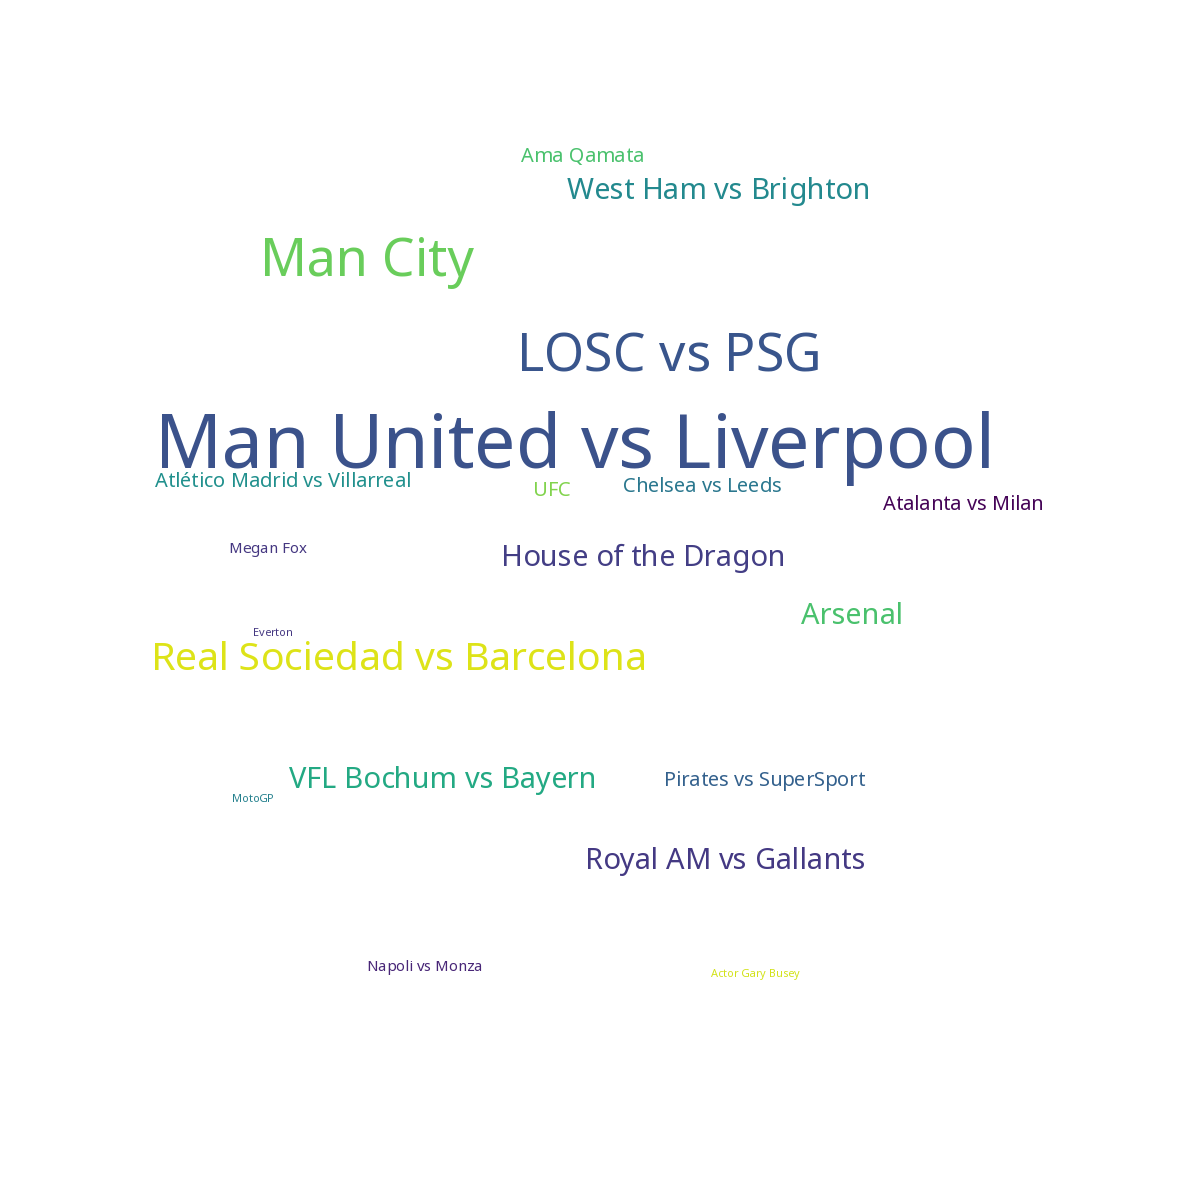 Ama Qamata
West Ham vs Brighton
Man City
LOSC vs PSG
Man United vs Liverpool
Atlético Madrid vs Villarreal
UFC
Chelsea vs Leeds
Atalanta vs Milan
Megan Fox
House of the Dragon
Arsenal
Everton
Real Sociedad vs Barcelona
VFL Bochum vs Bayern
Pirates vs SuperSport
MotoGP
Royal AM vs Gallants
Napoli vs Monza
Actor Gary Busey